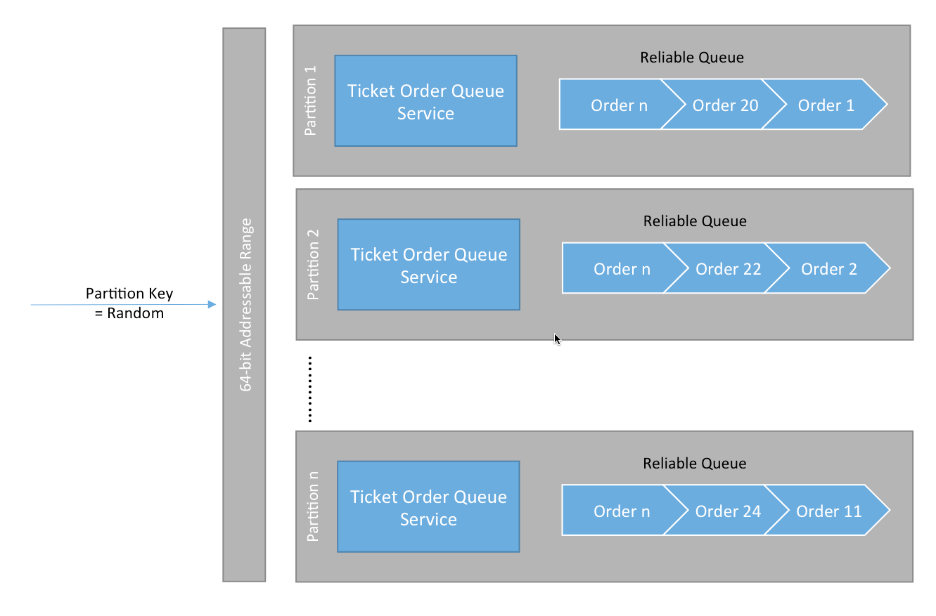 Partition Key
= Random
64-bit Addressable Range
Partition 1
Ticket Order Queue
Service
Reliable Queue
Order n
Order 20
Order 1
Partition 2
Ticket Order Queue
Service
Reliable Queue
Order n
Order 22
Order 2
Partition n
Ticket Order Queue
Service
Reliable Queue
Order n
Order 24
Order 11